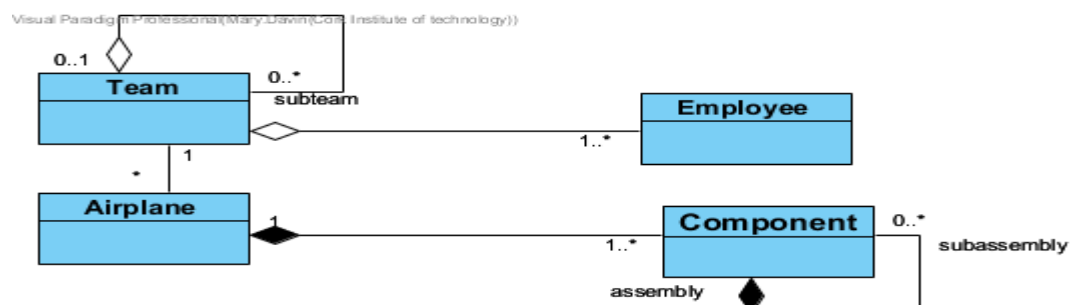 Visual Paradigm Professional(Mary.Davin(Cork Institute of technology))
0..1
Team
0..*
subteam
Employee
1..*
1
*
Airplane
1
Component
0..*
1..*
subassembly
assembly